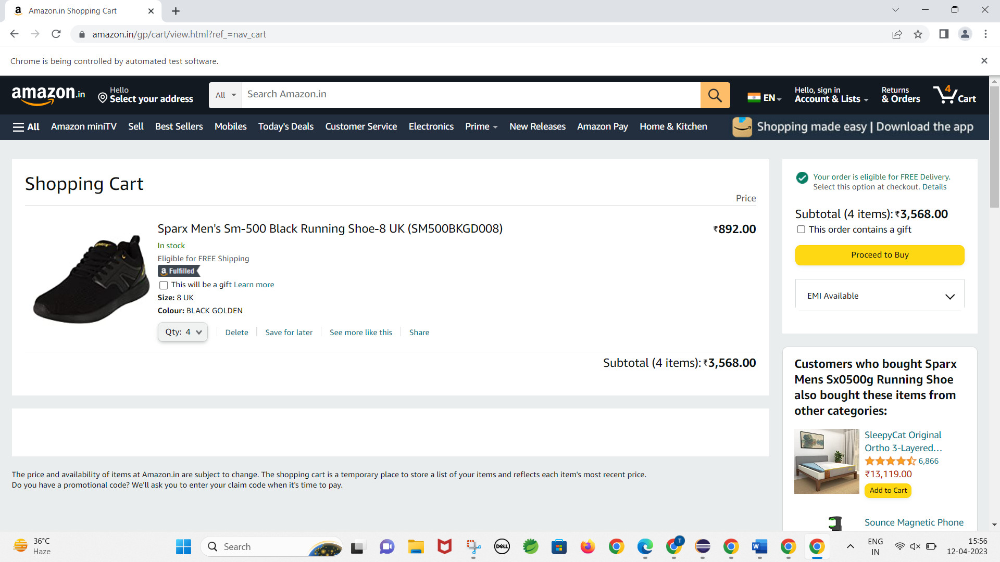 Amazon.in Shopping Cart
amazon.in/gp/cart/view.html?ref_=nav_cart
Chrome is being controlled by automated test software.
amazon.in
Hello
Select your address
All
Search Amazon.in
EN
Hello, sign in
Account & Lists
Returns
& Orders
4
Cart
All
Amazon miniTV
Sell
Best Sellers
Mobiles
Today's Deals
Customer Service
Electronics
Prime
New Releases
Amazon Pay
Home & Kitchen
Shopping made easy | Download the app
Shopping Cart
Price
Sparx Men's Sm-500 Black Running Shoe-8 UK (SM500BKGD008)
₹892.00
In stock
Eligible for FREE Shipping
a Fulfilled
This will be a gift Learn more
Size: 8 UK
Colour: BLACK GOLDEN
Qty: 4
Delete
Save for later
See more like this
Share
Subtotal (4 items): ₹3,568.00
The price and availability of items at Amazon.in are subject to change. The shopping cart is a temporary place to store a list of your items and reflects each item's most recent price.
Do you have a promotional code? We'll ask you to enter your claim code when it's time to pay.
Your order is eligible for FREE Delivery.
Select this option at checkout. Details
Subtotal (4 items): ₹3,568.00
This order contains a gift
Proceed to Buy
EMI Available
Customers who bought Sparx
Mens Sx0500g Running Shoe
also bought these items from
other categories:
SleepyCat Original
Ortho 3-Layered…
6,866
₹13,119.00
Add to Cart
Sounce Magnetic Phone
36°C
Haze
Search
DELL
T
W
ENG
IN
15:56
12-04-2023